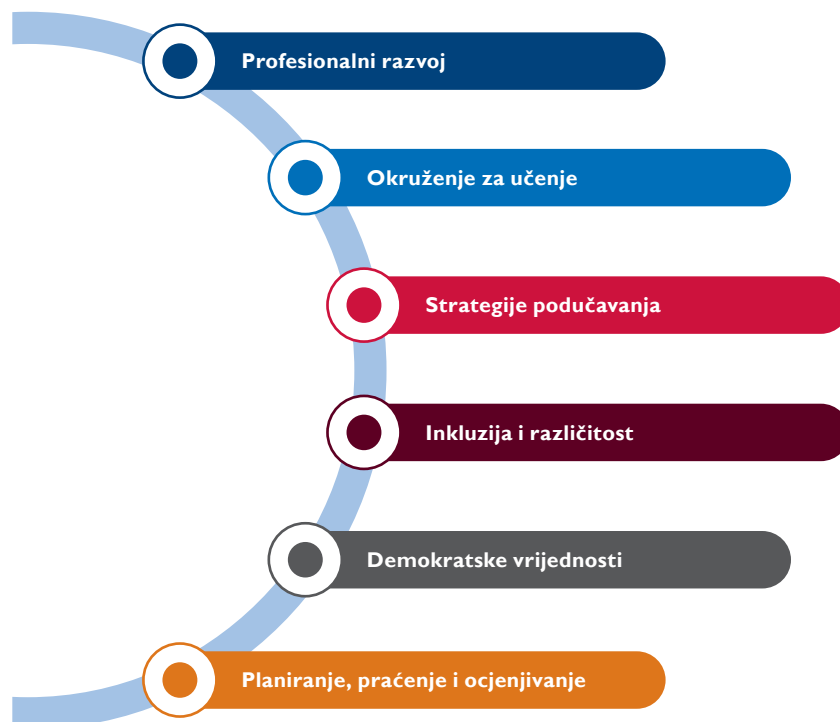 Profesionalni razvoj
Okruženje za učenje
Strategije podučavanja
Inkluzija i različitost
Demokratske vrijednosti
Planiranje, praćenje i ocjenjivanje